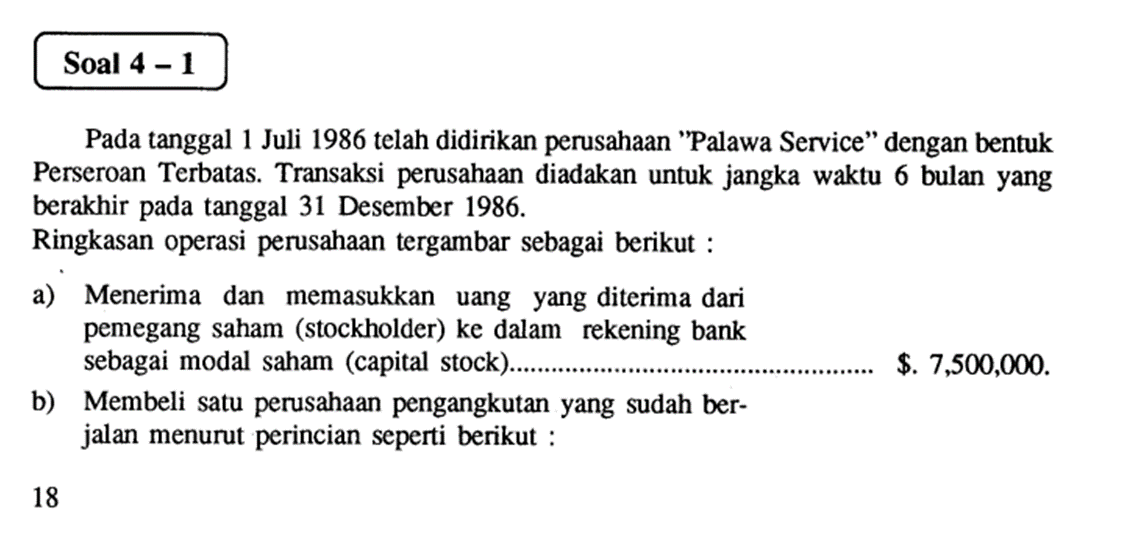 Soal 4 – 1
Pada tanggal 1 Juli 1986 telah didirikan perusahaan ”Palawa Service” dengan bentuk
Perseroan Terbatas. Transaksi perusahaan diadakan untuk jangka waktu 6 bulan yang
berakhir pada tanggal 31 Desember 1986.
Ringkasan operasi perusahaan tergambar sebagai berikut :
a) Menerima dan memasukkan uang yang diterima dari
pemegang saham (stockholder) ke dalam rekening bank
sebagai modal saham (capital stock).................................................... $. 7,500,000.
b) Membeli satu perusahaan pengangkutan yang sudah ber-
jalan menurut perincian seperti berikut :
18